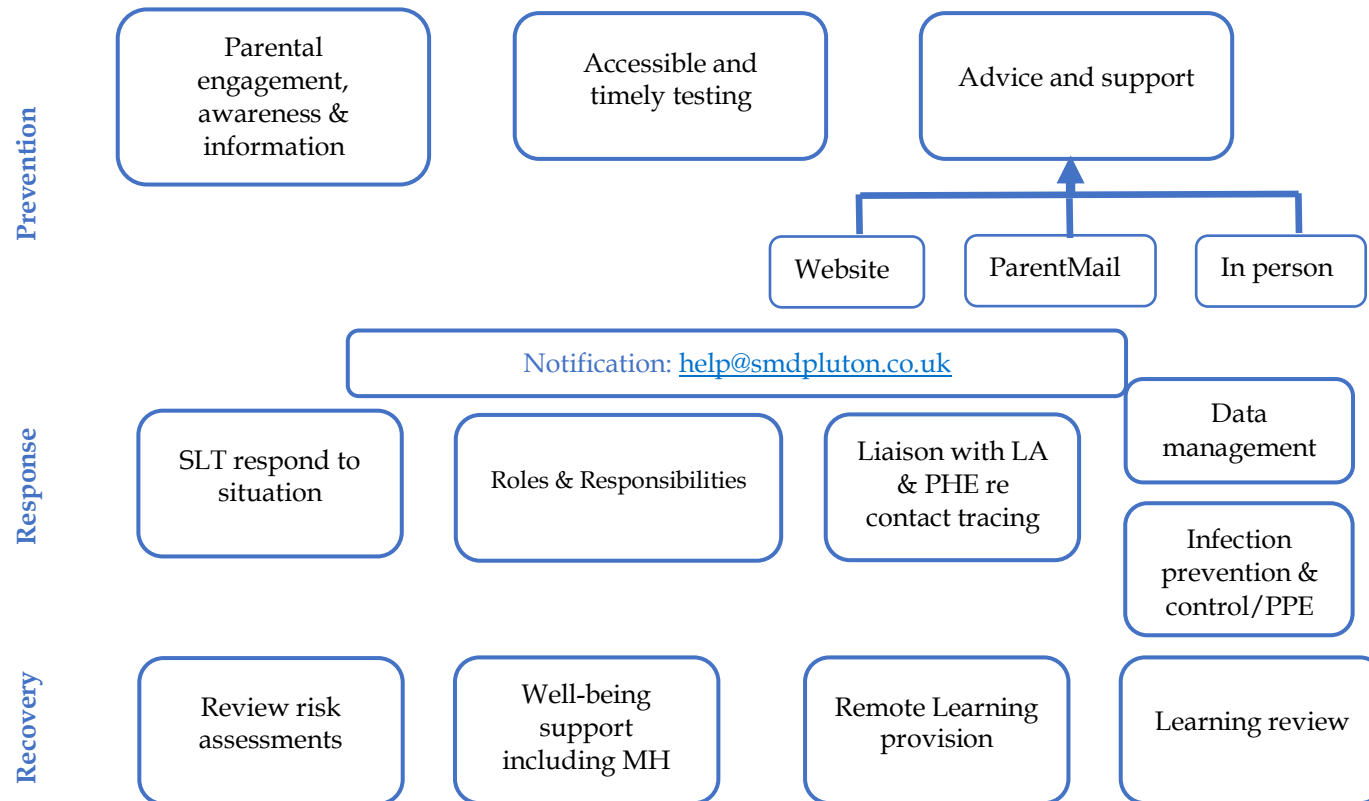 Prevention
Parental
engagement,
awareness &
information
Accessible and
timely testing
Advice and support
Website
ParentMail
In person
Notification: help@smdpluton.co.uk
Response
SLT respond to
situation
Roles & Responsibilities
Liaison with LA
& PHE re
contact tracing
Data
management
Infection
prevention &
control/PPE
Recovery
Review risk
assessments
Well-being
support
including MH
Remote Learning
provision
Learning review